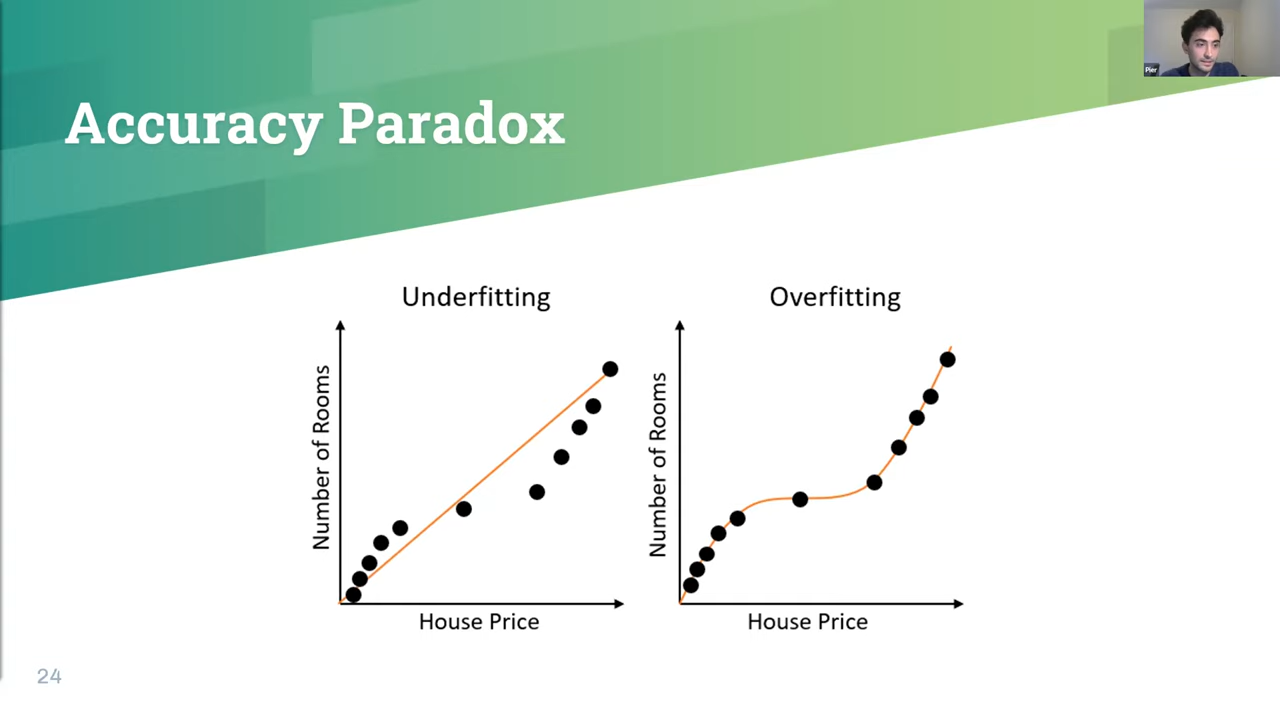 Pier
Accuracy Paradox
Underfitting
Overfitting
Number of Rooms
Number of Rooms
House Price
House Price
24